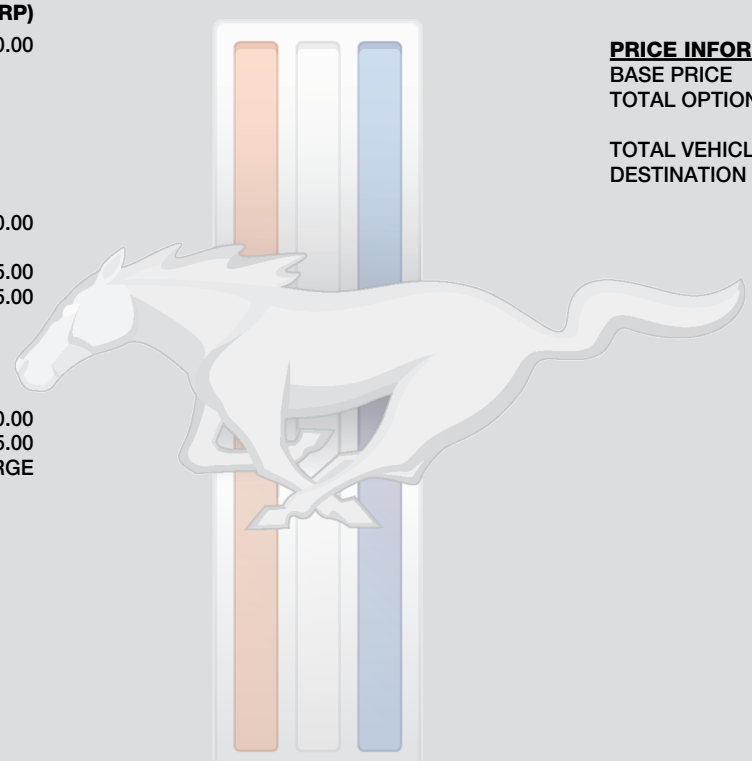 RP)
0.00
0.00
5.00
5.00
0.00
5.00
RGE
PRICE INFOR
BASE PRICE
TOTAL OPTION
TOTAL VEHICL
DESTINATION